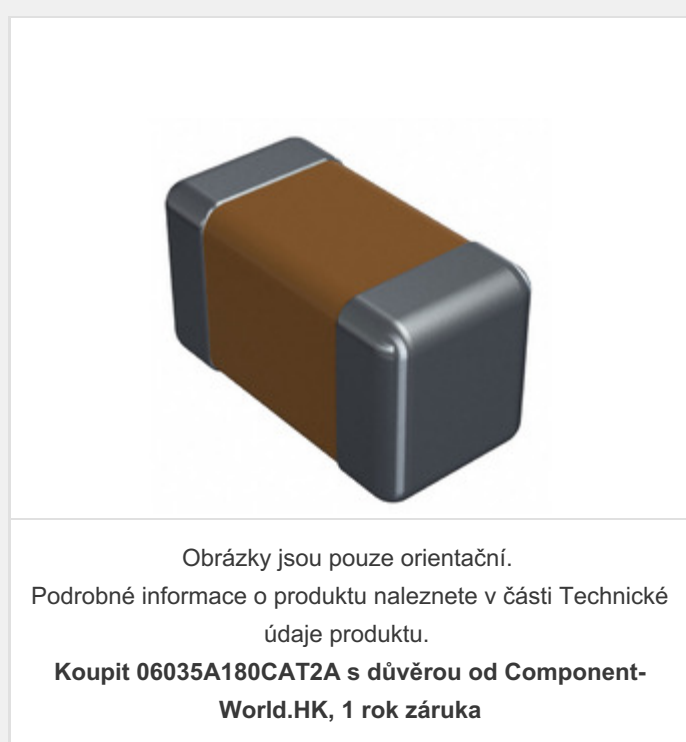 Obrázky jsou pouze orientační.
Podrobné informace o produktu naleznete v části Technické
údaje produktu.
Koupit 06035A180CAT2A s důvěrou od Component-
World.HK, 1 rok záruka